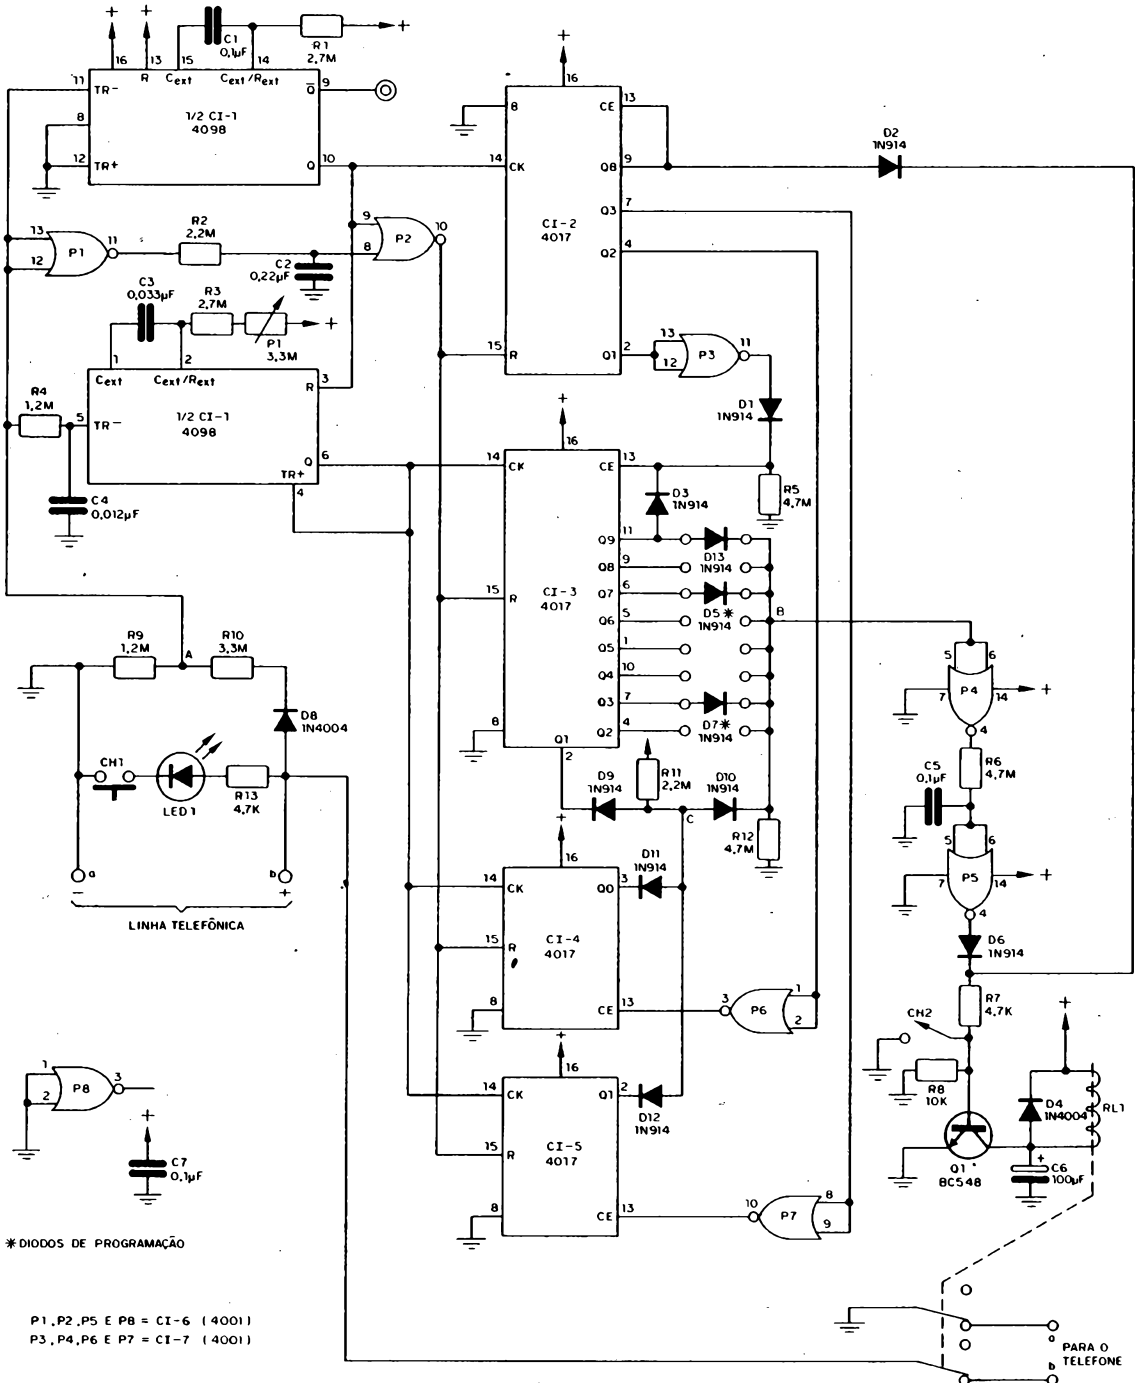 C1
0,1µF
R1
2,7M
+
16
13
15
14
R
Cext
Cext/Rext
11
TR-
Q̅
9
8
1/2 CI-1
4098
12
TR+
Q
10
+
16
8
CE
13
14
CK
Q8
9
D2
1N914
Q3
7
CI-2
4017
Q2
4
15
R
Q1
2
13
12
P1
11
R2
2,2M
C2
0,22µF
9
8
P2
10
C3
0,033µF
R3
2,7M
P1
3,3M
+
1
2
Cext
Cext/Rext
R
3
R4
1,2M
5
TR-
1/2 CI-1
4098
Q
6
TR+
4
C4
0,012µF
13
12
P3
11
D1
1N914
R5
4,7M
+
16
14
CK
CE
13
D3
1N914
Q9
11
D13
1N914
Q8
9
CI-3
4017
Q7
6
15
R
Q6
5
D5*
1N914
B
Q5
1
Q4
10
Q3
7
D7*
1N914
Q2
4
8
Q1
2
D9
1N914
R11
2,2M
D10
1N914
C
R12
4,7M
R9
1,2M
A
R10
3,3M
D8
1N4004
CH1
LED1
R13
4,7K
a
-
b
+
LINHA TELEFÔNICA
5
6
P4
7
14
+
4
R6
4,7M
C5
0,1µF
5
6
P5
7
14
+
4
D6
1N914
R7
4,7K
CH2
R8
10K
+
D4
1N4004
RL1
Q1
BC548
+
C6
100µF
+
16
14
CK
Q0
3
D11
1N914
CI-4
4017
15
R
8
CE
13
3
P6
1
2
+
16
14
CK
Q1
2
D12
1N914
CI-5
4017
15
R
8
CE
13
10
P7
8
9
1
2
P8
3
+
C7
0,1µF
*DIODOS DE PROGRAMAÇÃO
P1,P2,P5 E P8 = CI-6 (4001)
P3,P4,P6 E P7 = CI-7 (4001)
a
PARA O
TELEFONE
b